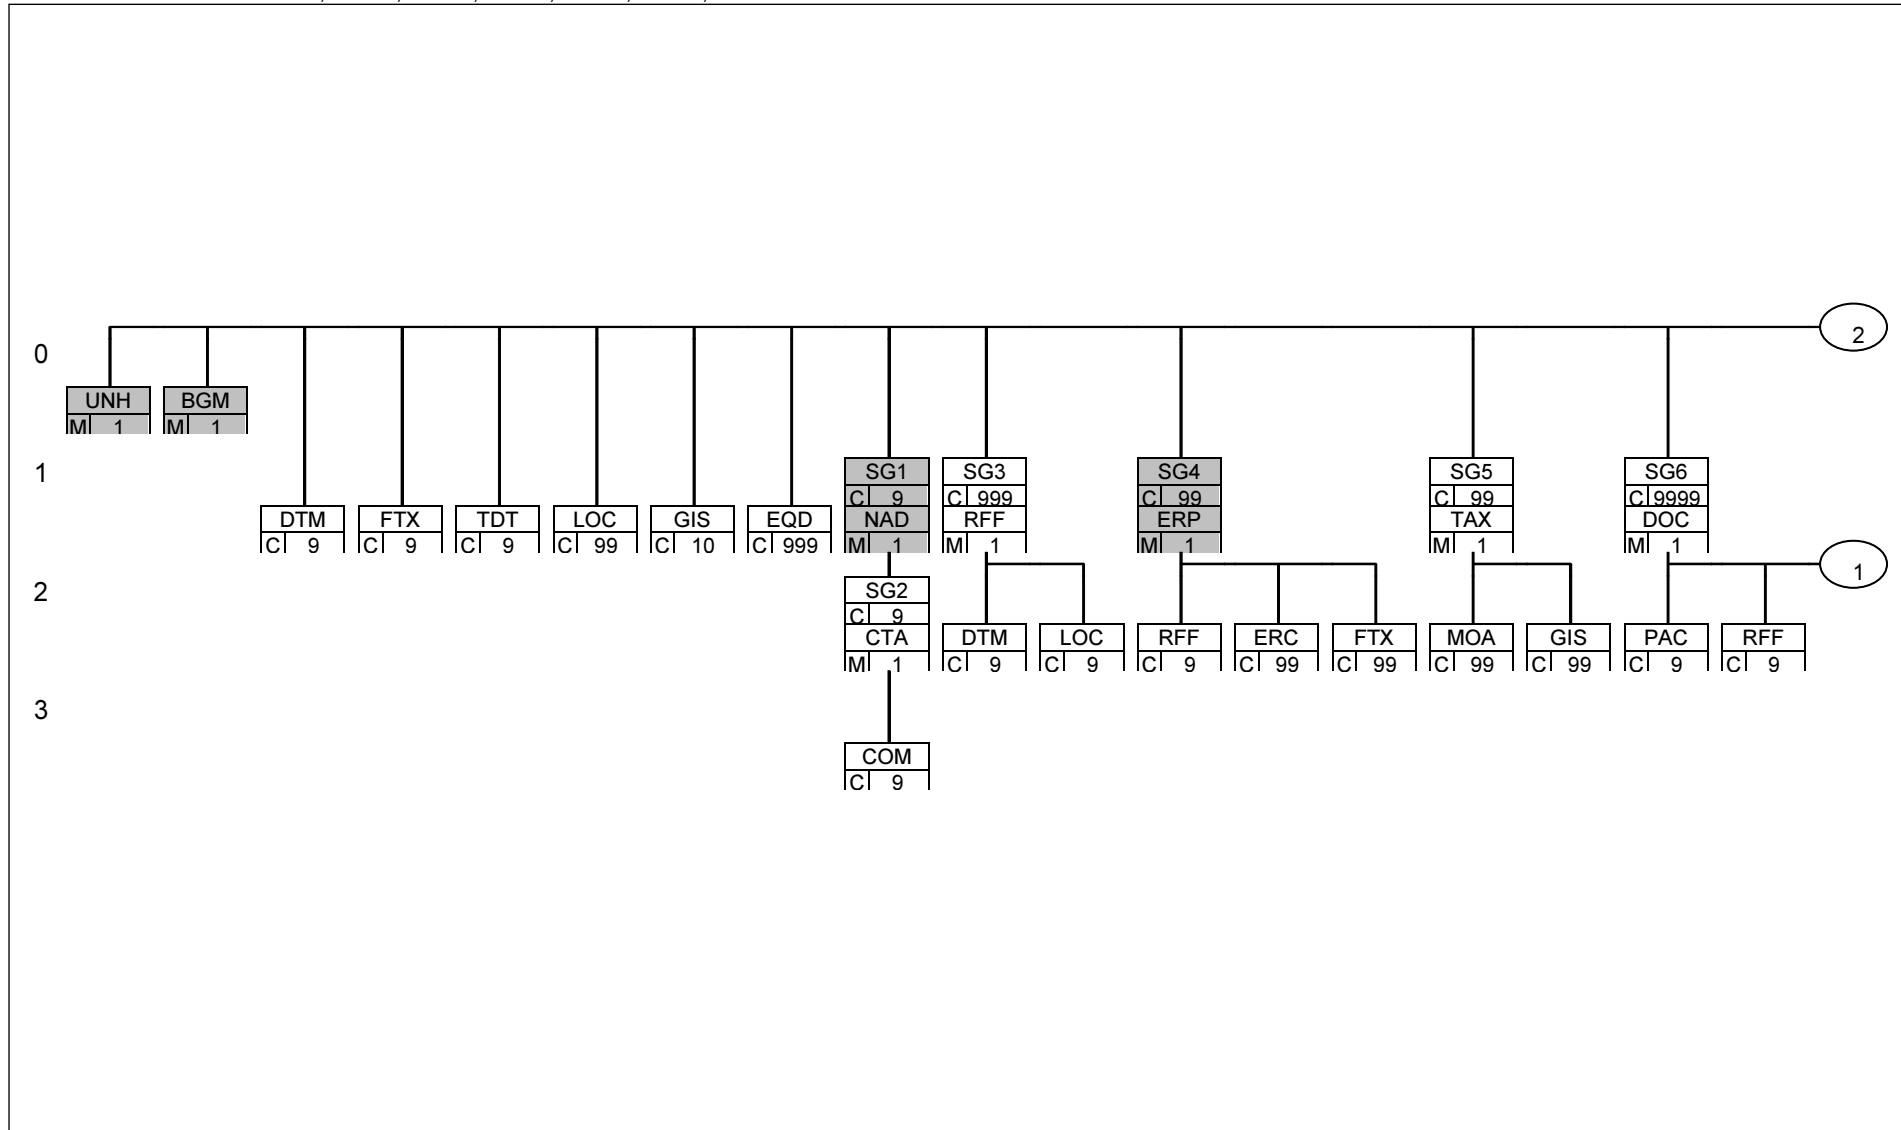 2
0
UNH BGM
M 1 M 1
1
SG1 SG3 SG4 SG5 SG6
C 9 C 999 C 99 C 99 C 9999
DTM FTX TDT LOC GIS EQD NAD RFF ERP TAX DOC
C 9 C 9 C 9 C 99 C 10 C 999 M 1 M 1 M 1 M 1 M 1
1
2
SG2
C 9
CTA DTM LOC RFF ERC FTX MOA GIS PAC RFF
M 1 C 9 C 9 C 9 C 99 C 99 C 99 C 99 C 9 C 9
3
COM
C 9